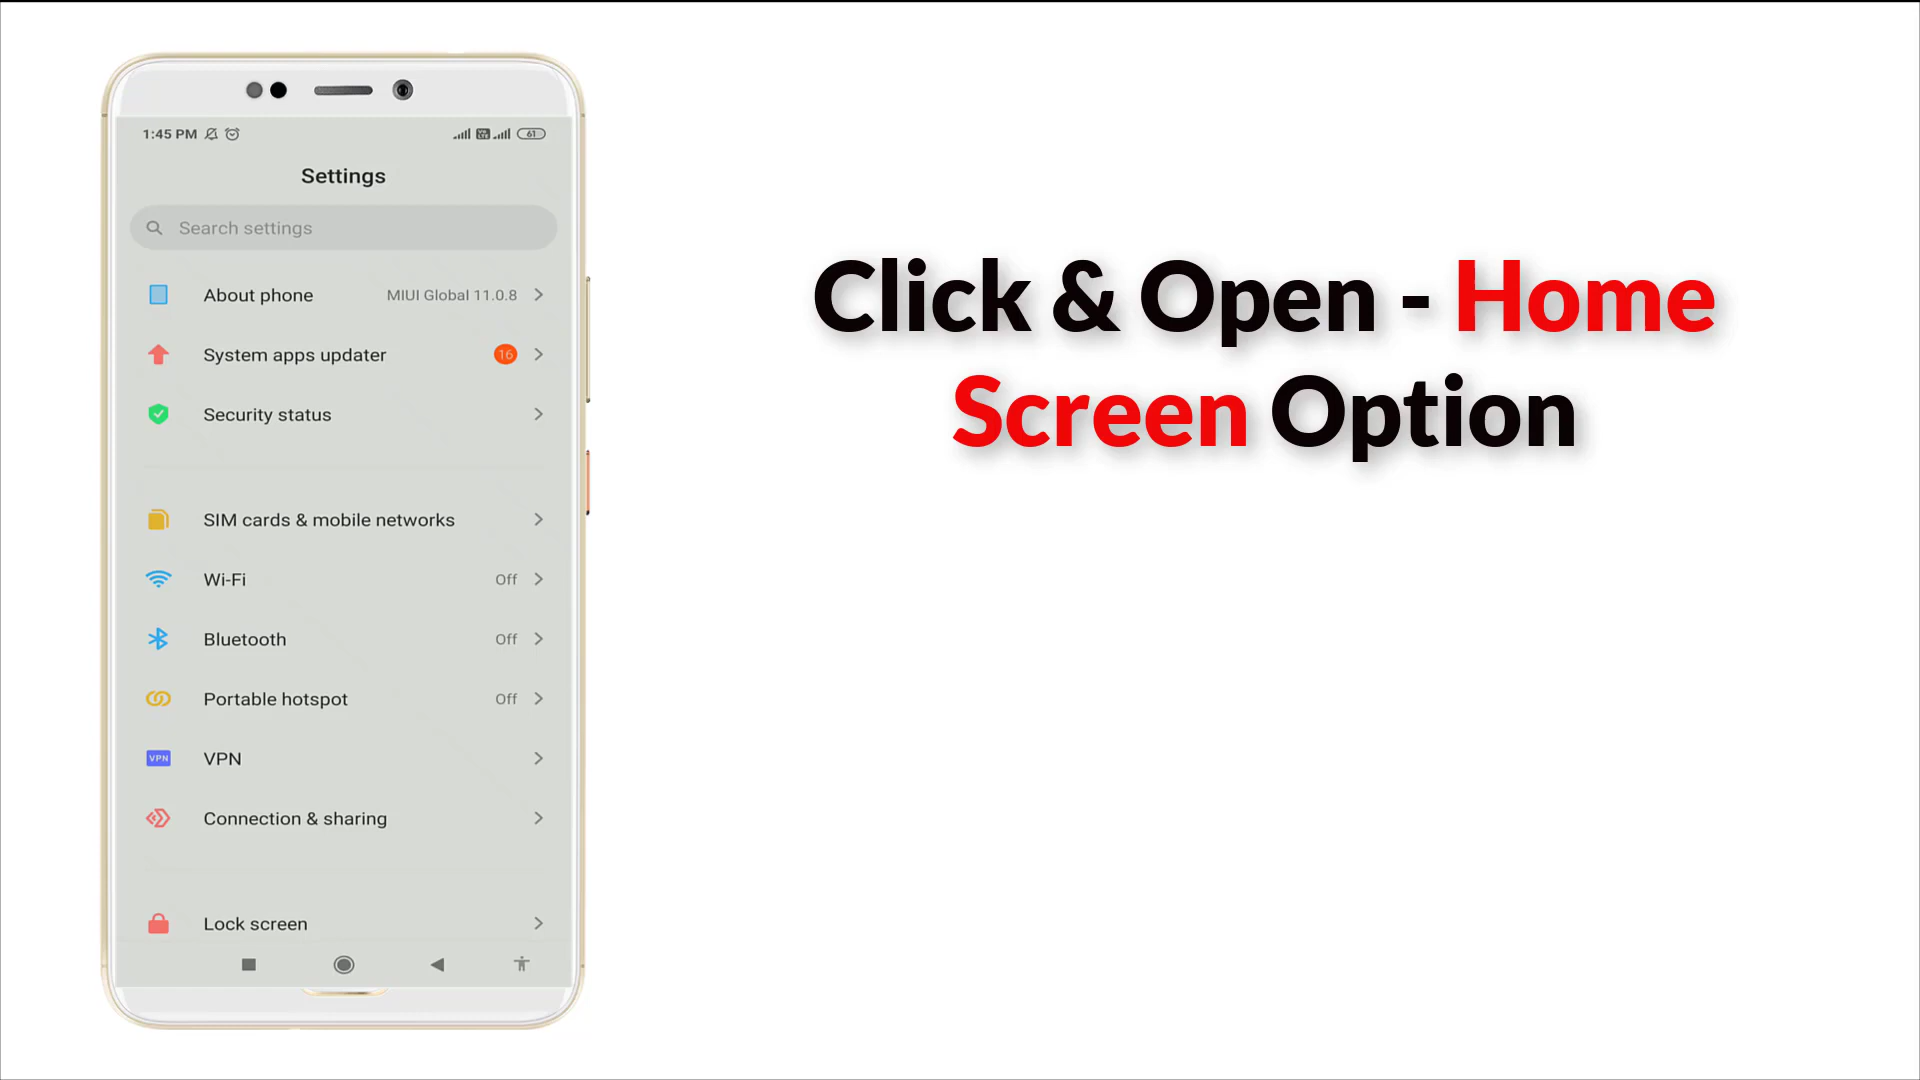 1:45 PM 61
Settings
Search settings
About phone MIUI Global 11.0.8
System apps updater 16
Security status
SIM cards & mobile networks
Wi-Fi Off
Bluetooth Off
Portable hotspot Off
VPN VPN
Connection & sharing
Lock screen
Click & Open - Home
Screen Option